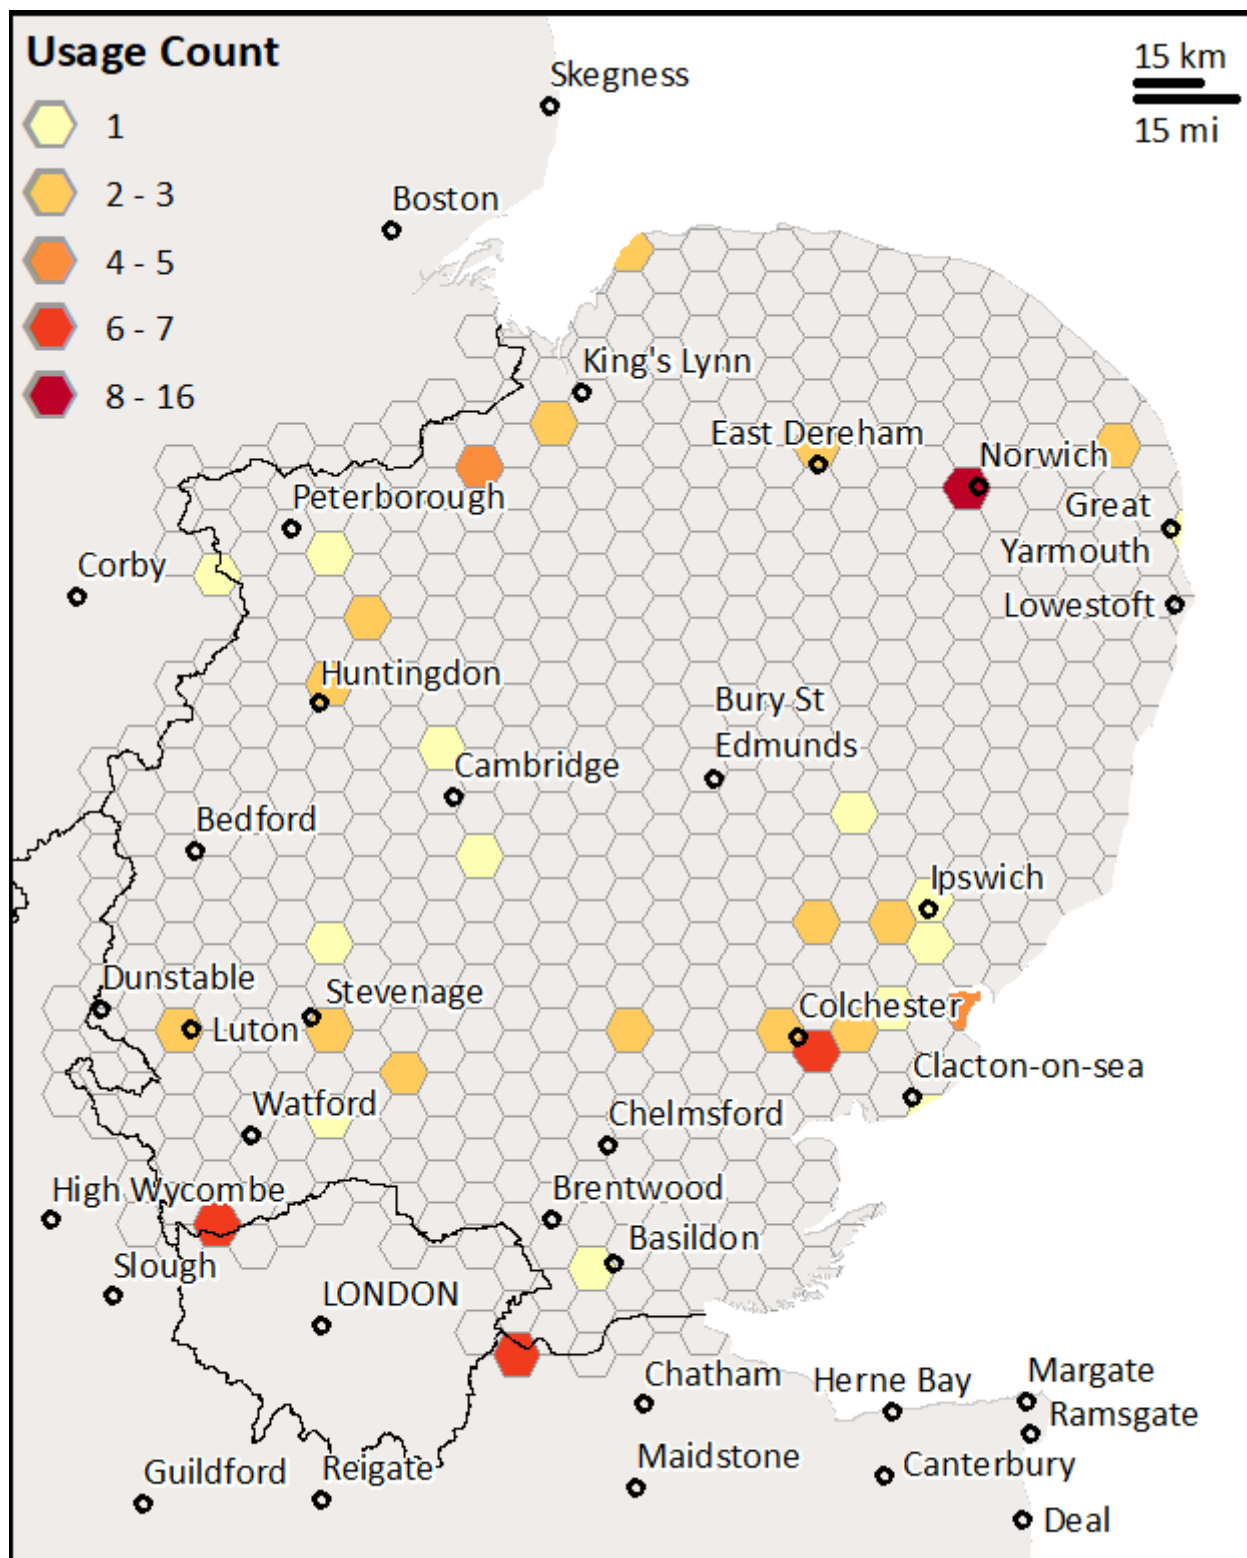 Usage Count
1
2 - 3
4 - 5
6 - 7
8 - 16
15 km
15 mi
Skegness
Boston
King's Lynn
East Dereham
Norwich
Great
Yarmouth
Peterborough
Corby
Lowestoft
Huntingdon
Bury St
Edmunds
Cambridge
Bedford
Ipswich
Dunstable
Stevenage
Luton
Colchester
Clacton-on-sea
Watford
Chelmsford
High Wycombe
Brentwood
Basildon
Slough
LONDON
Chatham
Herne Bay
Margate
Ramsgate
Guildford
Reigate
Maidstone
Canterbury
Deal